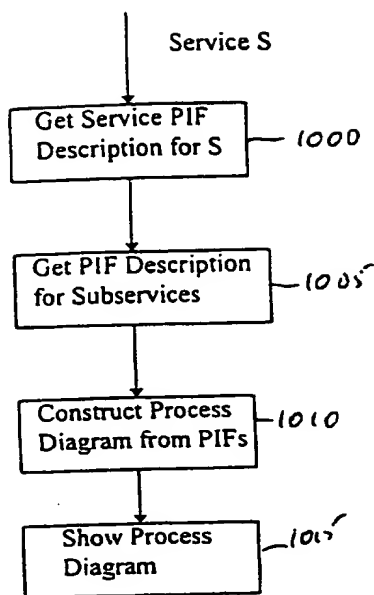 Service S
Get Service PIF
Description for S
1000
Get PIF Description
for Subservices
1005
Construct Process
Diagram from PIFs
1010
Show Process
Diagram
1015